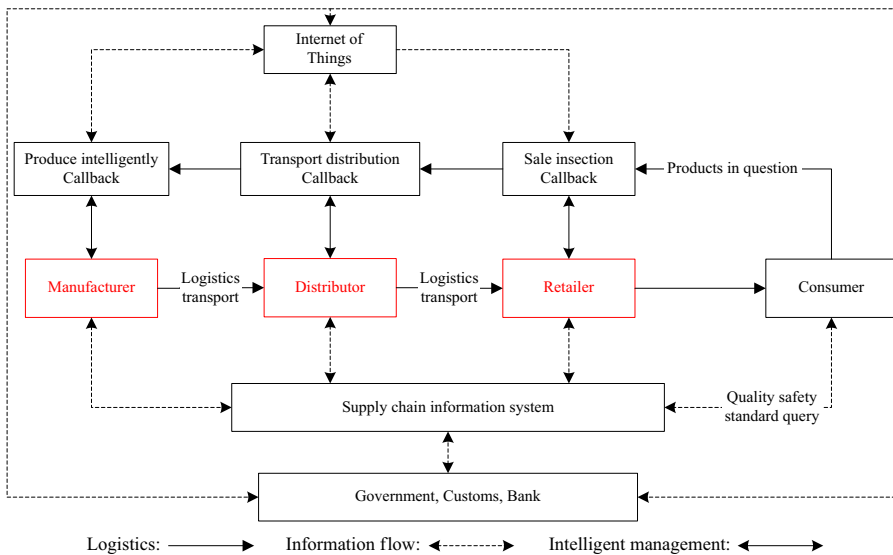 Internet of
Things
Produce intelligently
Callback
Transport distribution
Callback
Sale insection
Callback
Products in question
Manufacturer
Logistics
transport
Distributor
Logistics
transport
Retailer
Consumer
Supply chain information system
Quality safety
standard query
Government, Customs, Bank
Logistics:
Information flow:
Intelligent management: